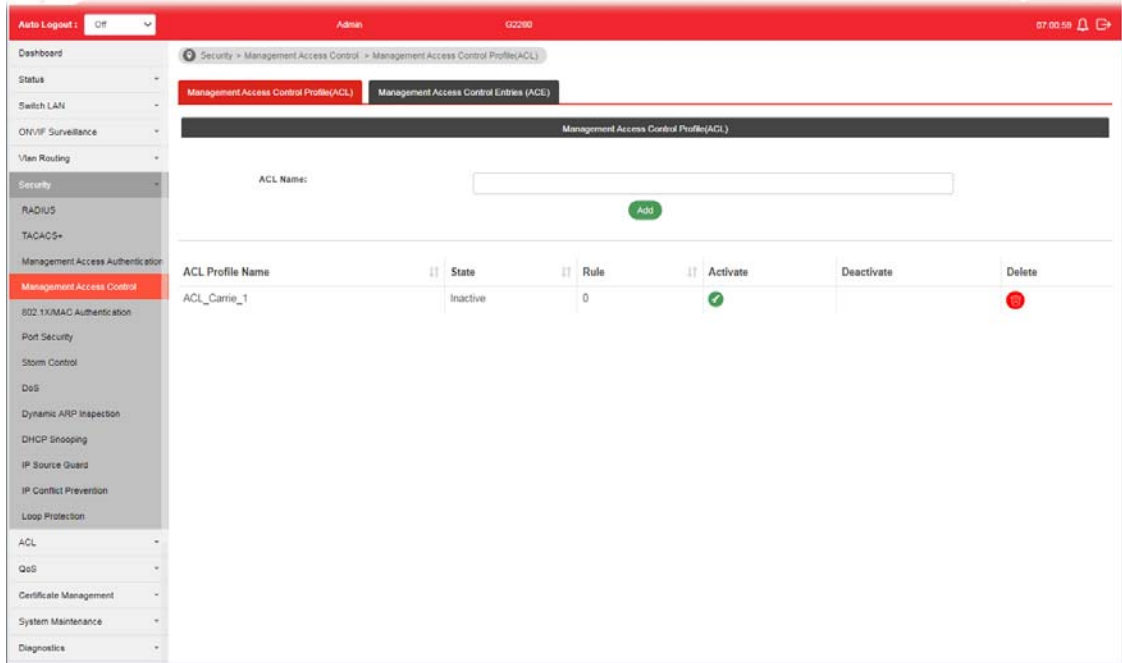 Auto Logout : Off Admin G2280 07:00:59
Dashboard
Status
Switch LAN
ONVIF Surveillance
Vlan Routing
Security
RADIUS
TACACS+
Management Access Authentication
Management Access Control
802.1X/MAC Authentication
Port Security
Storm Control
DoS
Dynamic ARP Inspection
DHCP Snooping
IP Source Guard
IP Conflict Prevention
Loop Protection
ACL
QoS
Certificate Management
System Maintenance
Diagnostics
Security > Management Access Control > Management Access Control Profile(ACL)
Management Access Control Profile(ACL) Management Access Control Entries (ACE)
Management Access Control Profile(ACL)
ACL Name:
Add
ACL Profile Name State Rule Activate Deactivate Delete
ACL_Carrie_1 Inactive 0